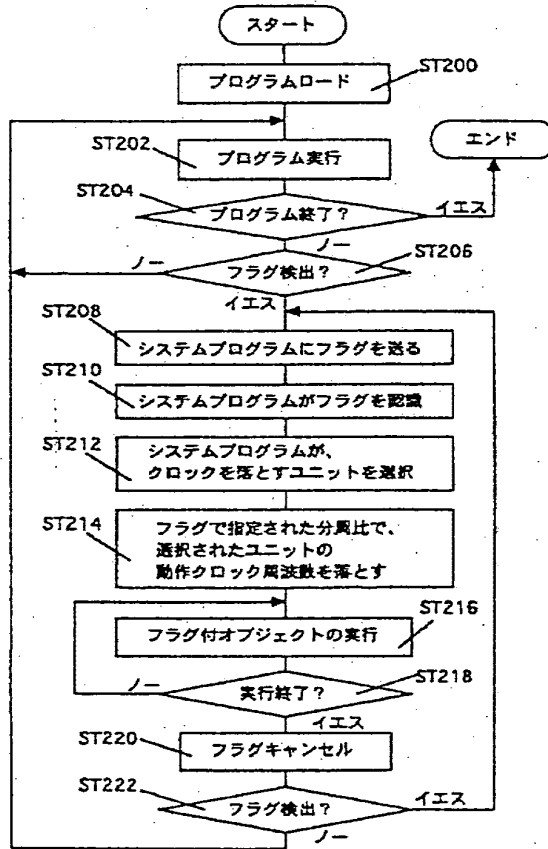 スタート
プログラムロード
ST200
ST202
プログラム実行
エンド
ST204
プログラム終了?
イエス
ノー
ノー
フラグ検出?
ST206
イエス
ST208
システムプログラムにフラグを送る
ST210
システムプログラムがフラグを認識
ST212
システムプログラムが、
クロックを落とすユニットを選択
ST214
フラグで指定された分周比で、
選択されたユニットの
動作クロック周波数を落とす
フラグ付オブジェクトの実行
ST216
ノー
実行終了?
ST218
イエス
ST220
フラグキャンセル
ST222
フラグ検出?
イエス
ノー